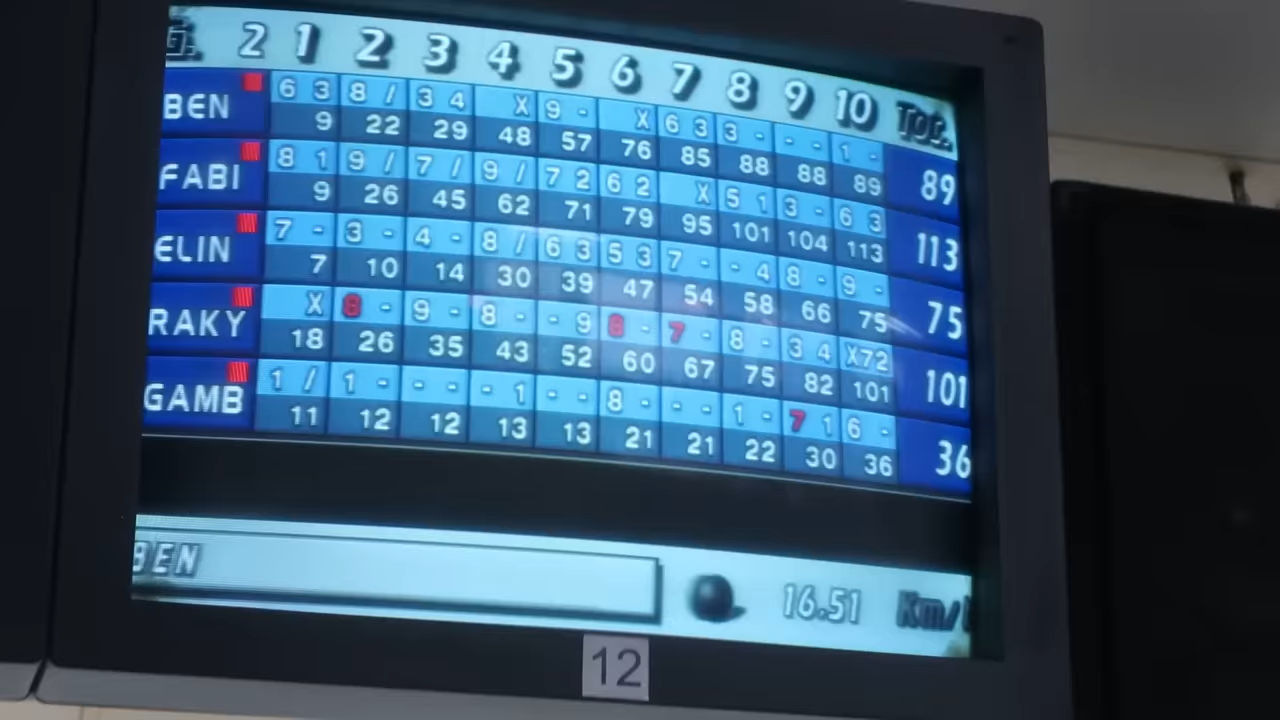 G. 2 1 2 3 4 5 6 7 8 9 10 Tot.
BEN 6 3 8 / 3 4 X 9 - X 6 3 3 - - - 1 -
9 22 29 48 57 76 85 88 88 89 89
FABI 8 1 9 / 7 / 9 / 7 2 6 2 X 5 1 3 - 6 3
9 26 45 62 71 79 95 101 104 113 113
ELIN 7 - 3 - 4 - 8 / 6 3 5 3 7 - - 4 8 - 9 -
7 10 14 30 39 47 54 58 66 75 75
RAKY X 8 - 9 - 8 - - 9 8 - 7 - 8 - 3 4 X72
18 26 35 43 52 60 67 75 82 101 101
GAMB 1 / 1 - - - - 1 - - 8 - - - 1 - 7 1 6 -
11 12 12 13 13 21 21 22 30 36 36
BEN 16.51 Km/
12